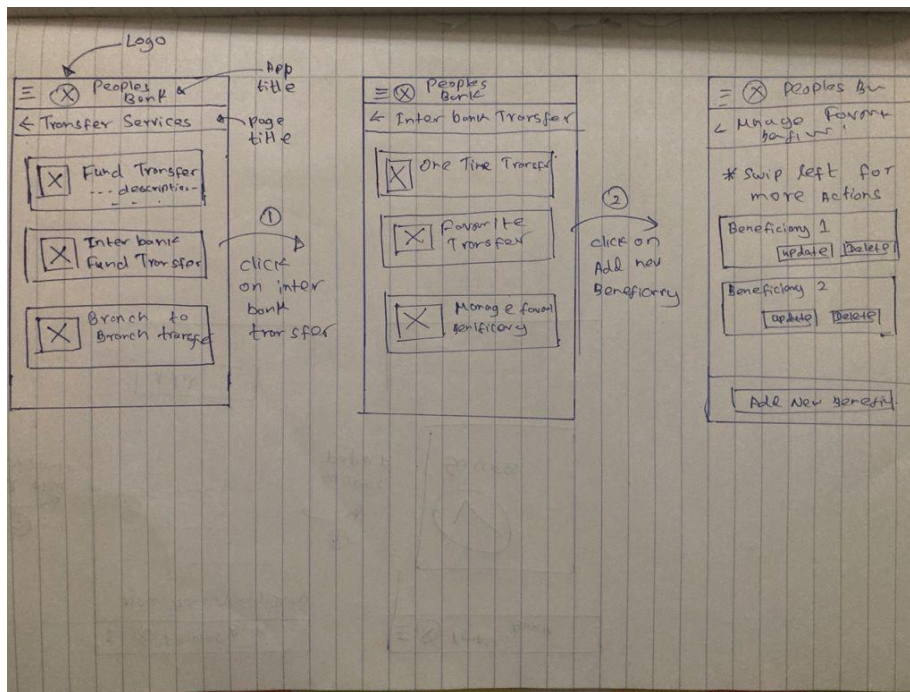 Logo
App
title
page
title
Peoples
Bank
← Transfer Services
Fund Transfer
--- description--
Inter bank
Fund Transfer
Branch to
Branch transfer
1
click
on inter
bank
transfer
Peoples
Bank
← Inter bank Transfer
One Time Transfer
Favorite
Transfer
Manage
Benificiary
2
click on
Add new
Beneficiary
Peoples
Manage
* Swip left for
more Actions
Beneficiary 1
update Delete
Beneficiary 2
update Delete
Add New